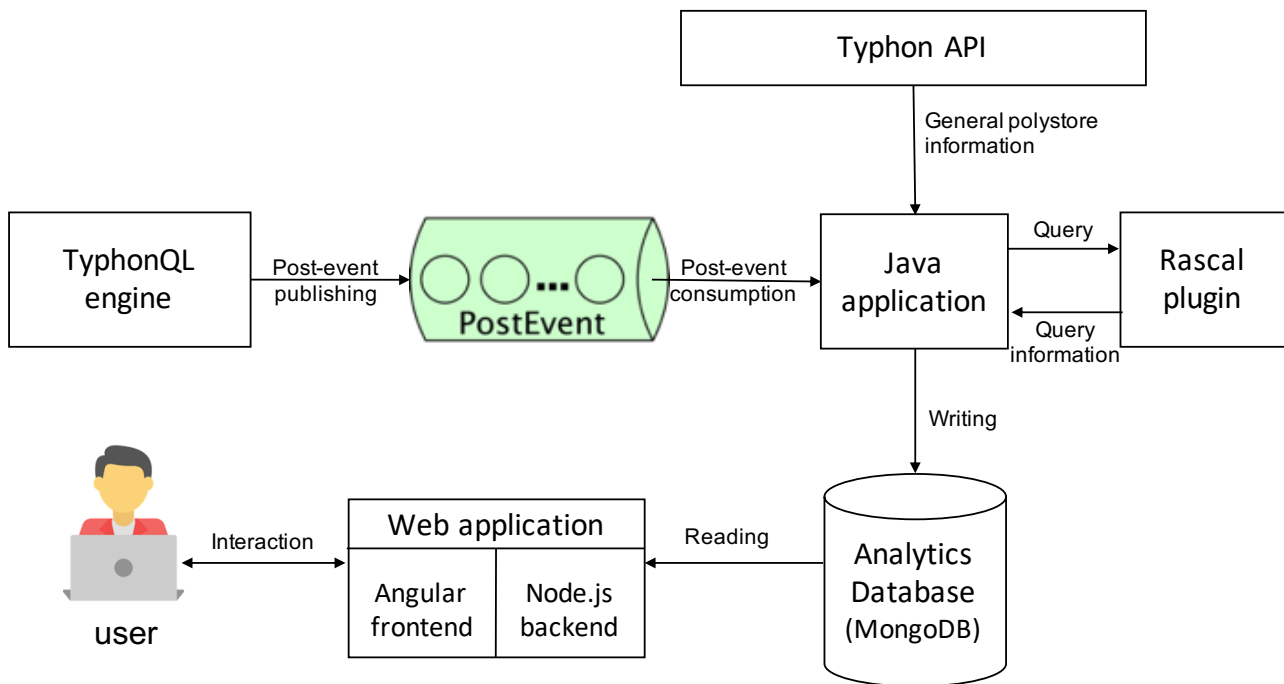 Typhon API
General polystore
information
TyphonQL
engine
Post-event
publishing
PostEvent
Post-event
consumption
Java
application
Query
Query
information
Rascal
plugin
Writing
user
Interaction
Web application
Angular
frontend
Node.js
backend
Reading
Analytics
Database
(MongoDB)